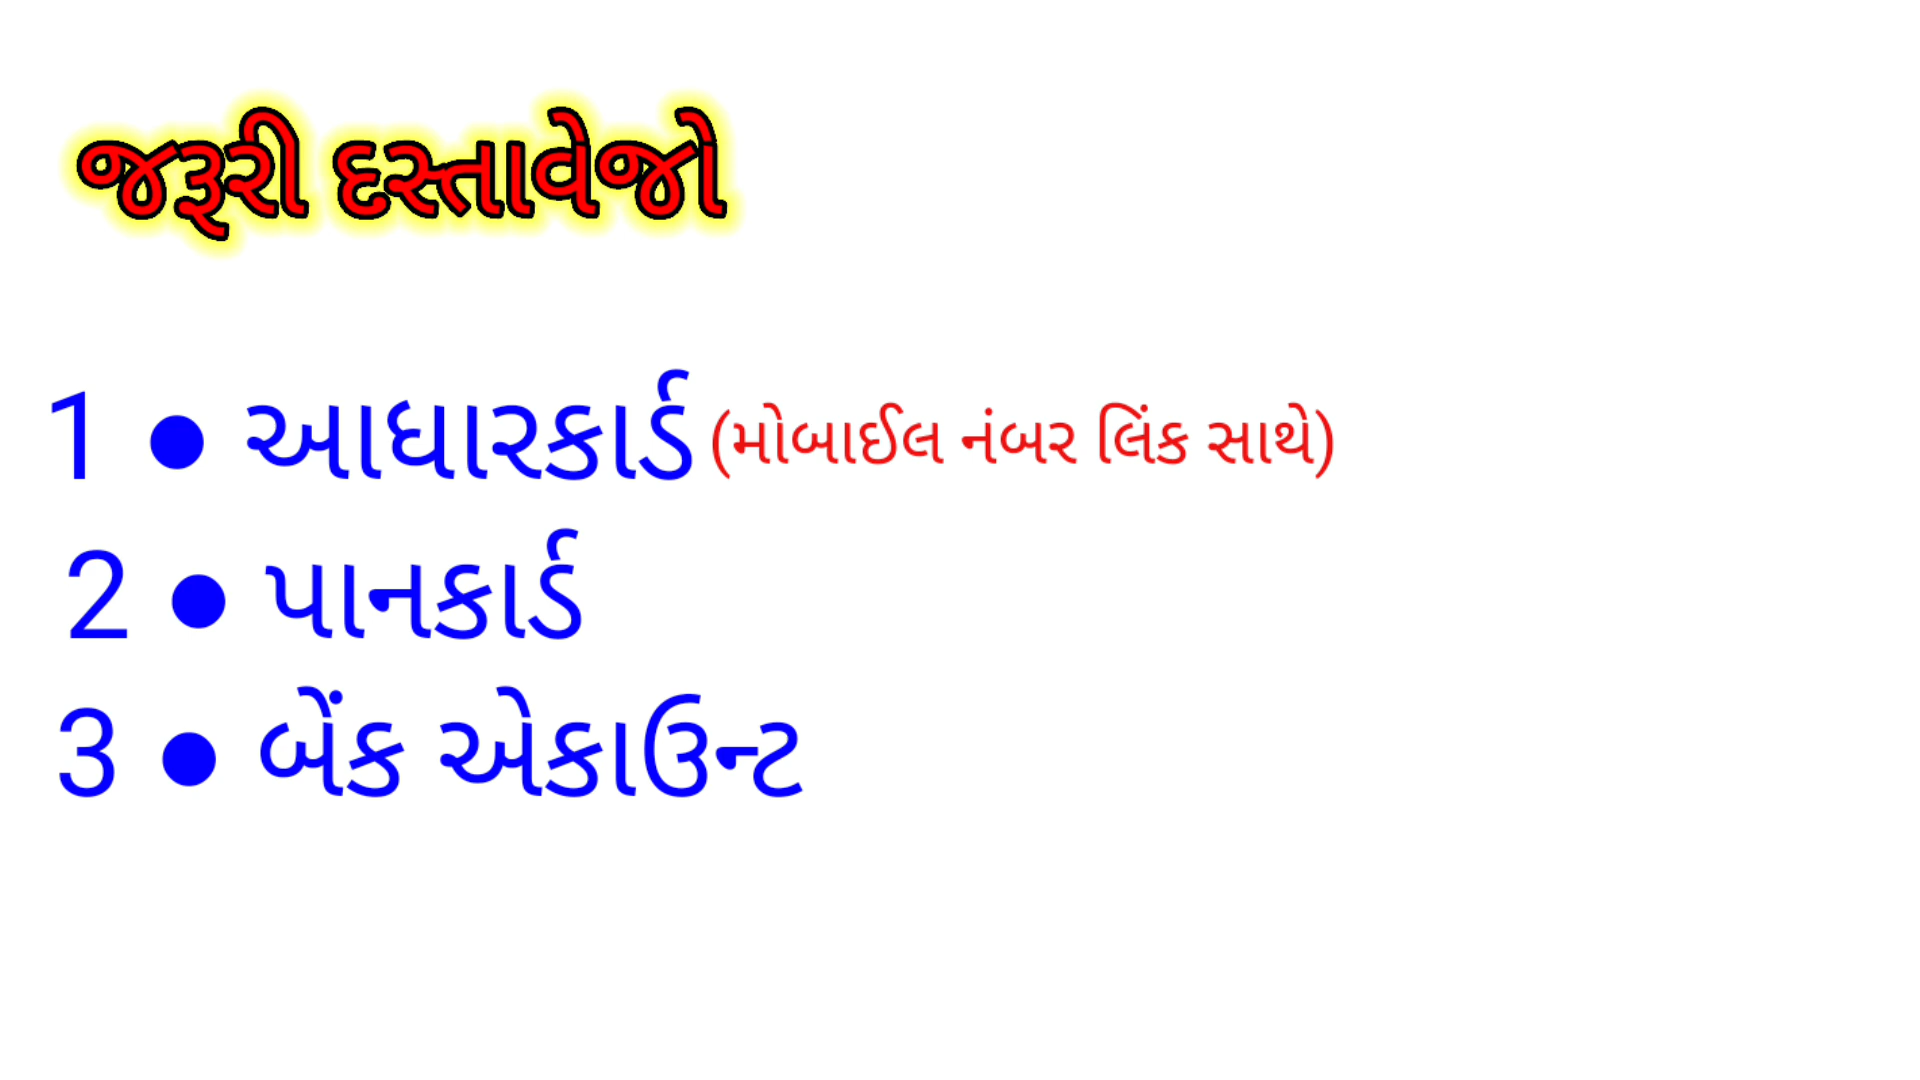 જરૂરી દસ્તાવેજો
1 ● આધારકાર્ડ (મોબાઈલ નંબર લિંક સાથે)
2 ● પાનકાર્ડ
3 ● બેંક એકાઉન્ટ